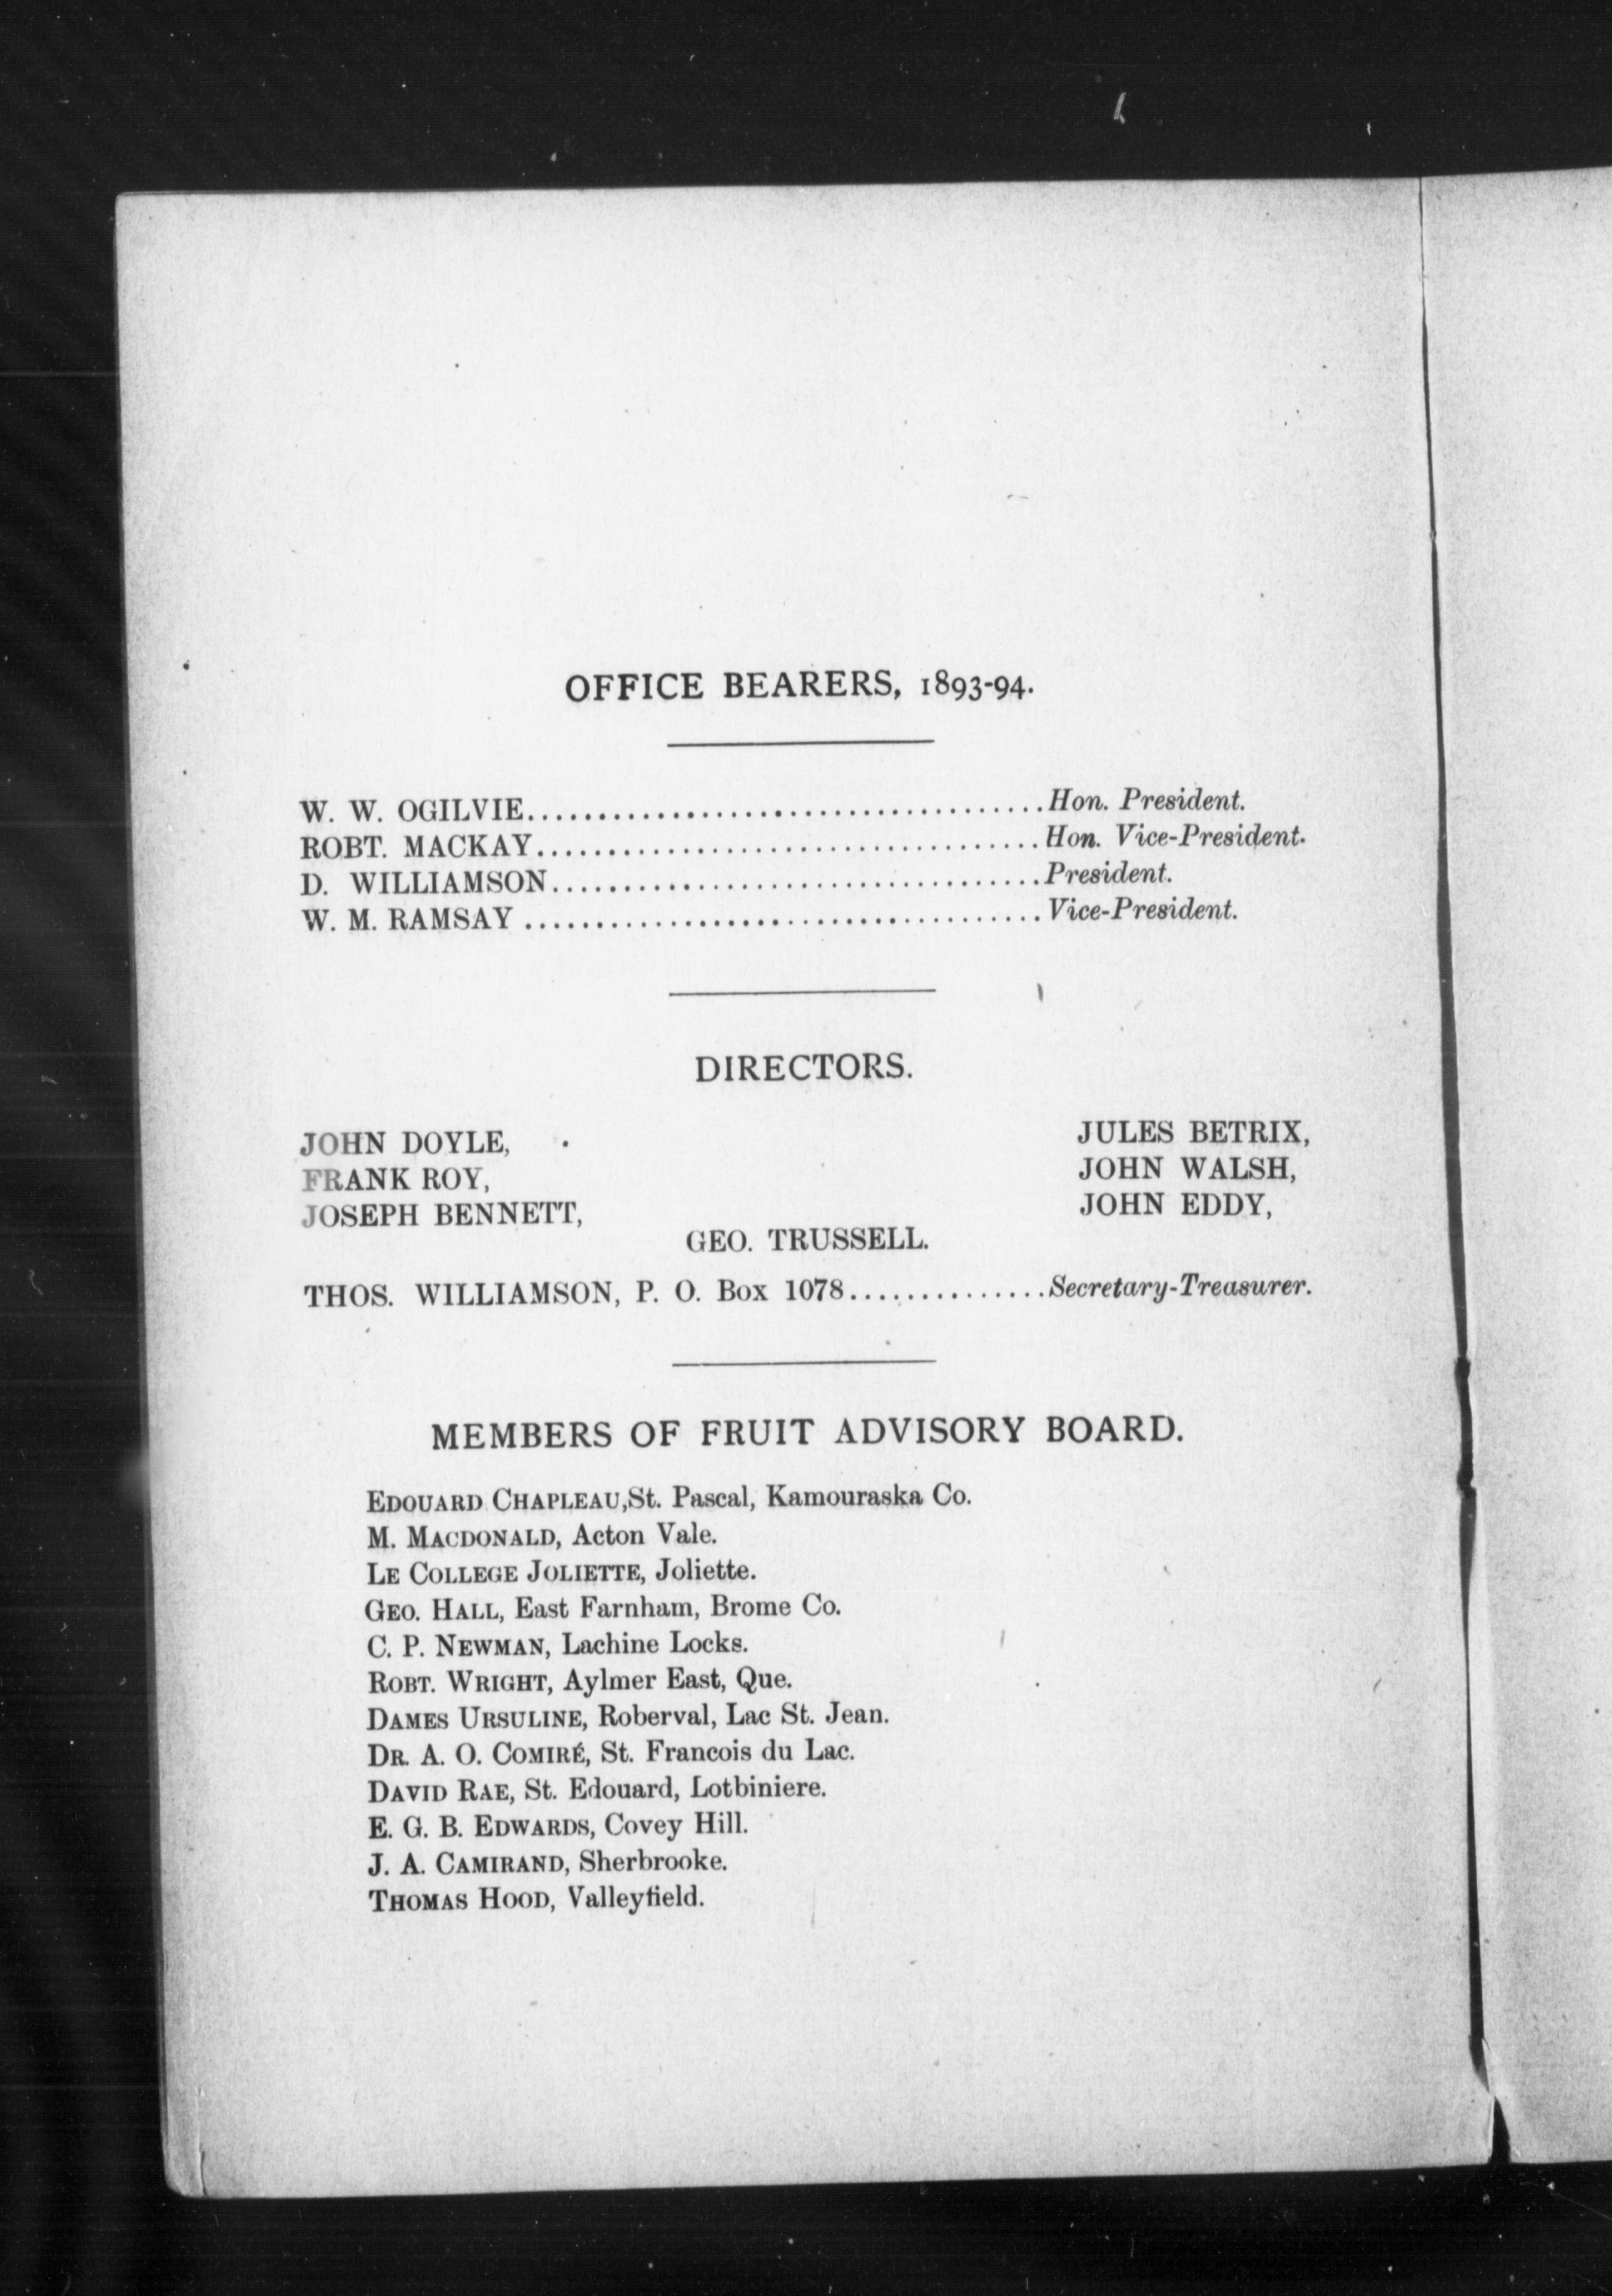 OFFICE BEARERS, 1893-94.
W. W. OGILVIE....................................Hon. President.
ROBT. MACKAY...................................Hon. Vice-President.
D. WILLIAMSON..................................President.
W. M. RAMSAY ....................................Vice-President.
DIRECTORS.
JOHN DOYLE, JULES BETRIX,
FRANK ROY, JOHN WALSH,
JOSEPH BENNETT, JOHN EDDY,
GEO. TRUSSELL.
THOS. WILLIAMSON, P. O. Box 1078..............Secretary-Treasurer.
MEMBERS OF FRUIT ADVISORY BOARD.
EDOUARD CHAPLEAU,St. Pascal, Kamouraska Co.
M. MACDONALD, Acton Vale.
LE COLLEGE JOLIETTE, Joliette.
GEO. HALL, East Farnham, Brome Co.
C. P. NEWMAN, Lachine Locks.
ROBT. WRIGHT, Aylmer East, Que.
DAMES URSULINE, Roberval, Lac St. Jean.
DR. A. O. COMIRÉ, St. Francois du Lac.
DAVID RAE, St. Edouard, Lotbiniere.
E. G. B. EDWARDS, Covey Hill.
J. A. CAMIRAND, Sherbrooke.
THOMAS HOOD, Valleyfield.